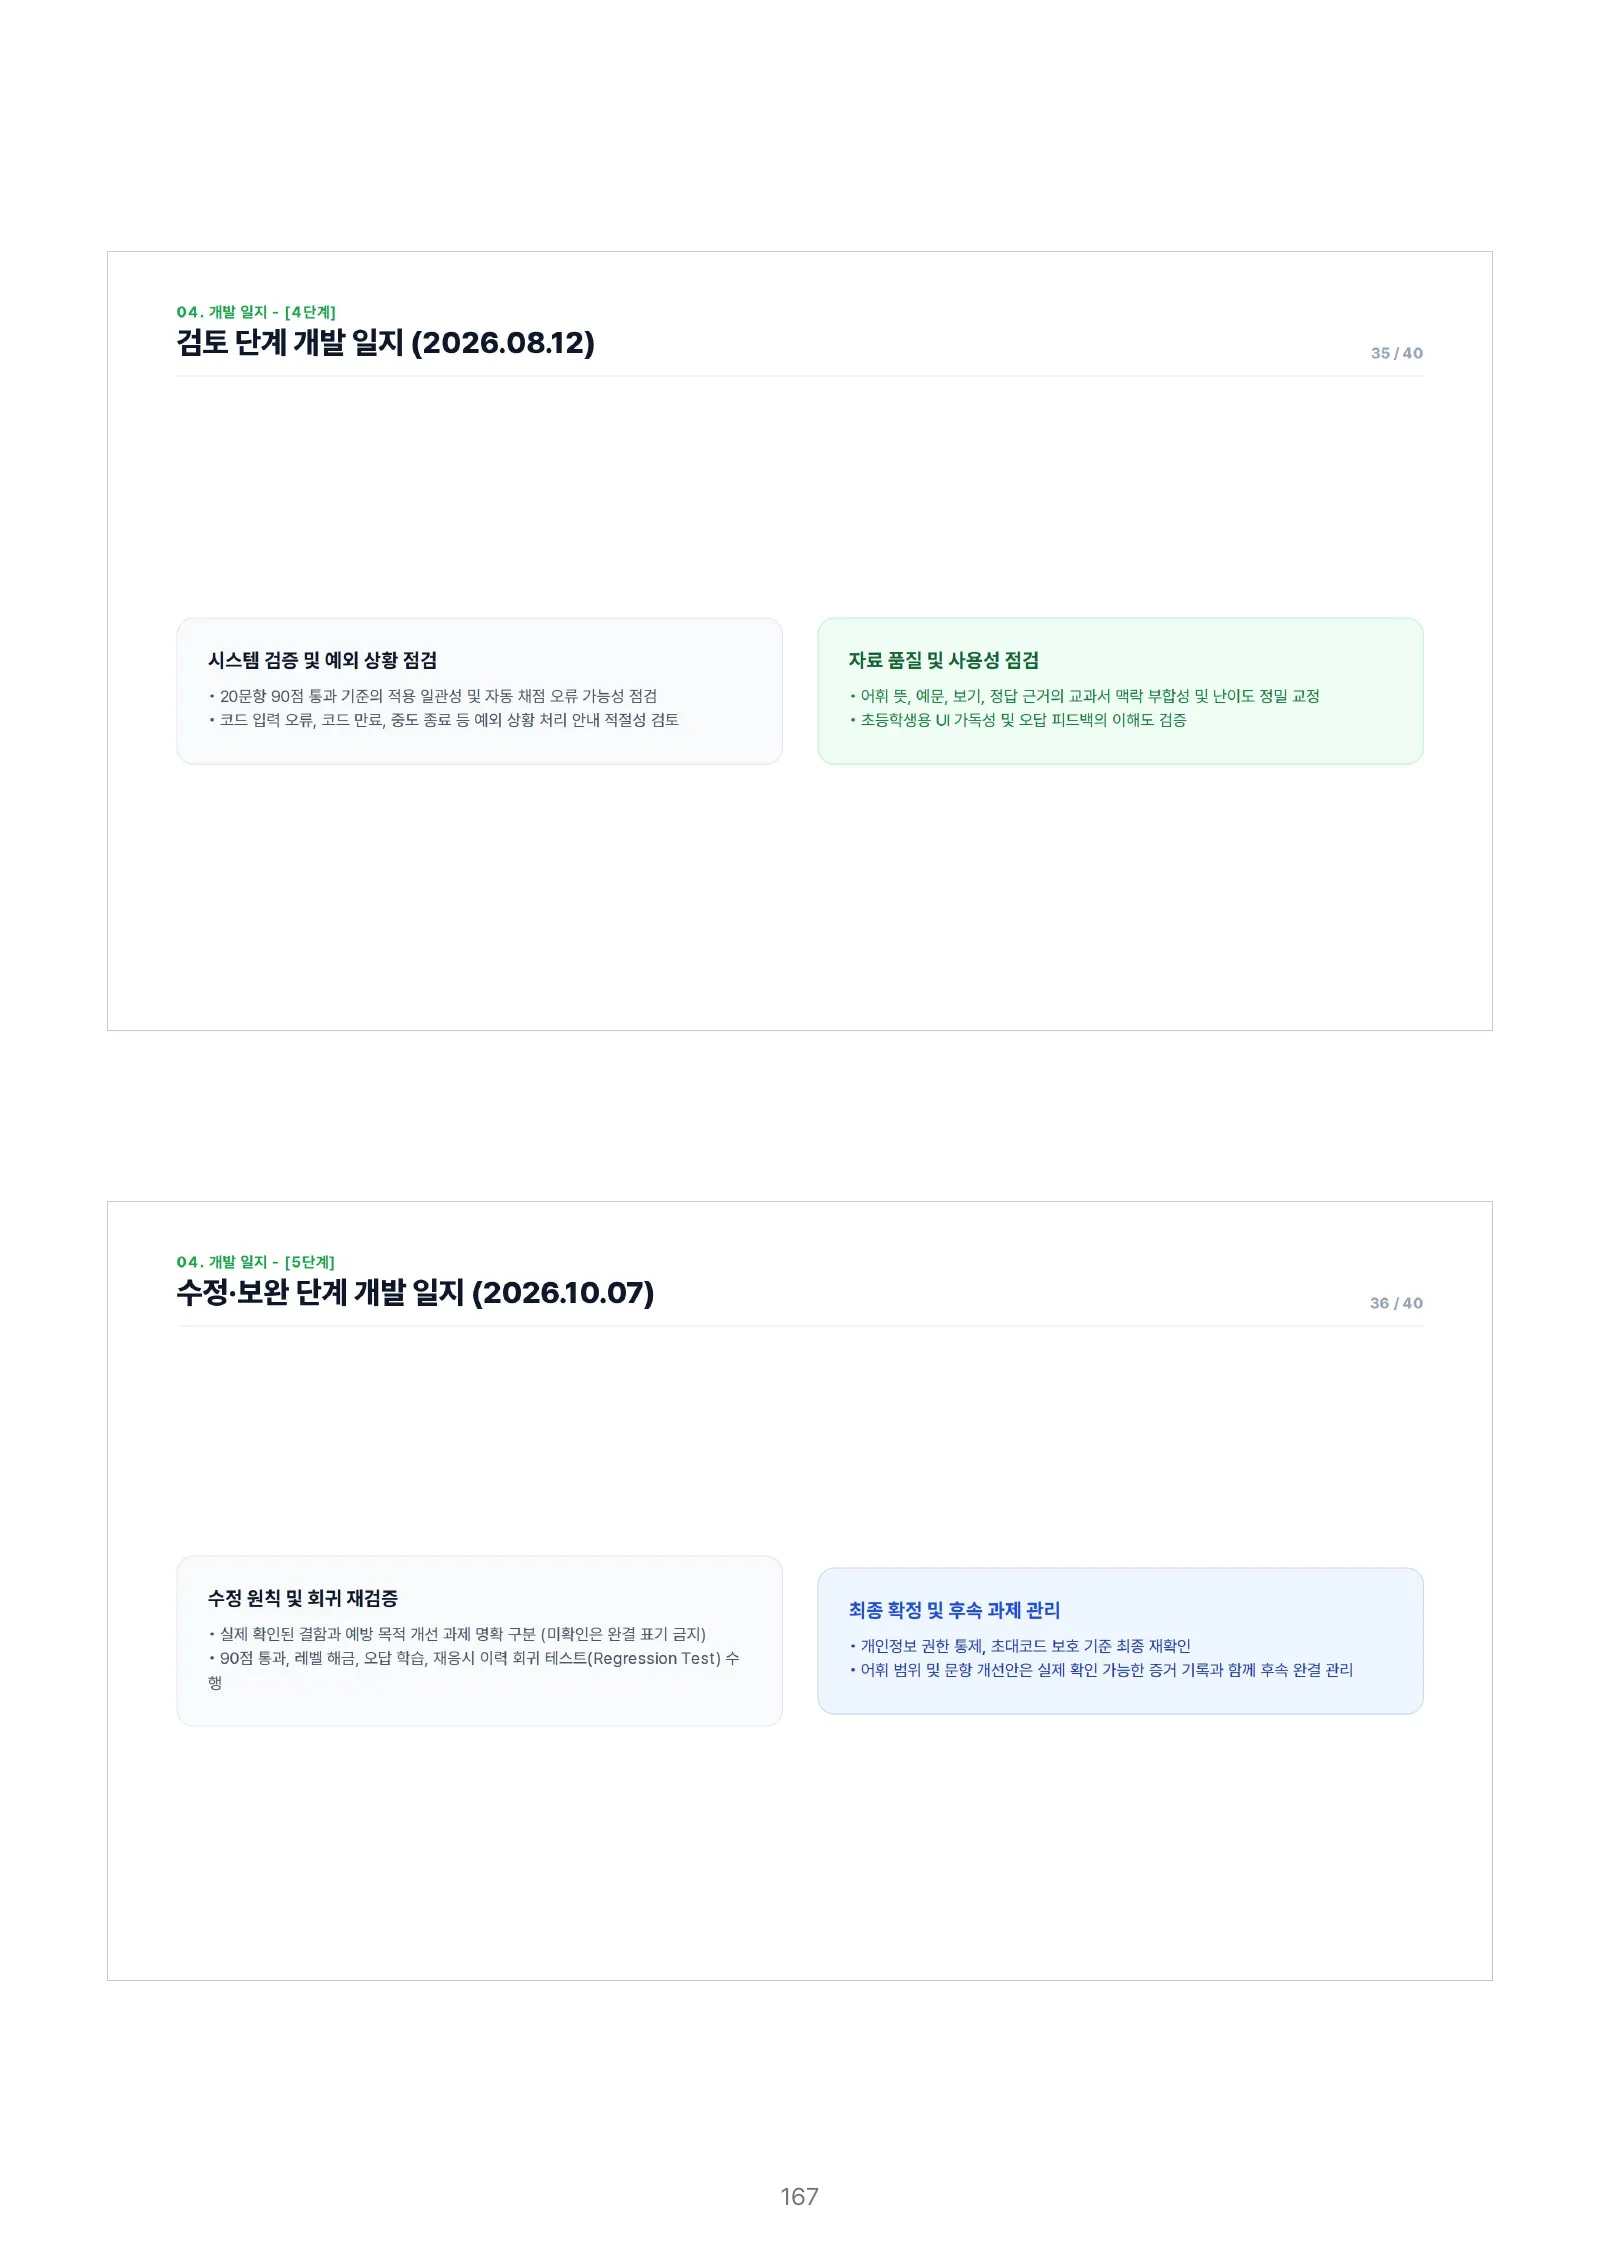 04. 개발 일지 - [4단계]
검토 단계 개발 일지 (2026.08.12)
35 / 40
시스템 검증 및 예외 상황 점검
• 20문항 90점 통과 기준의 적용 일관성 및 자동 채점 오류 가능성 점검
• 코드 입력 오류, 코드 만료, 중도 종료 등 예외 상황 처리 안내 적절성 검토
자료 품질 및 사용성 점검
• 어휘 뜻, 예문, 보기, 정답 근거의 교과서 맥락 부합성 및 난이도 정밀 교정
• 초등학생용 UI 가독성 및 오답 피드백의 이해도 검증
04. 개발 일지 - [5단계]
수정·보완 단계 개발 일지 (2026.10.07)
36 / 40
수정 원칙 및 회귀 재검증
• 실제 확인된 결함과 예방 목적 개선 과제 명확 구분 (미확인은 완결 표기 금지)
• 90점 통과, 레벨 해금, 오답 학습, 재응시 이력 회귀 테스트(Regression Test) 수
행
최종 확정 및 후속 과제 관리
• 개인정보 권한 통제, 초대코드 보호 기준 최종 재확인
• 어휘 범위 및 문항 개선안은 실제 확인 가능한 증거 기록과 함께 후속 완결 관리
167